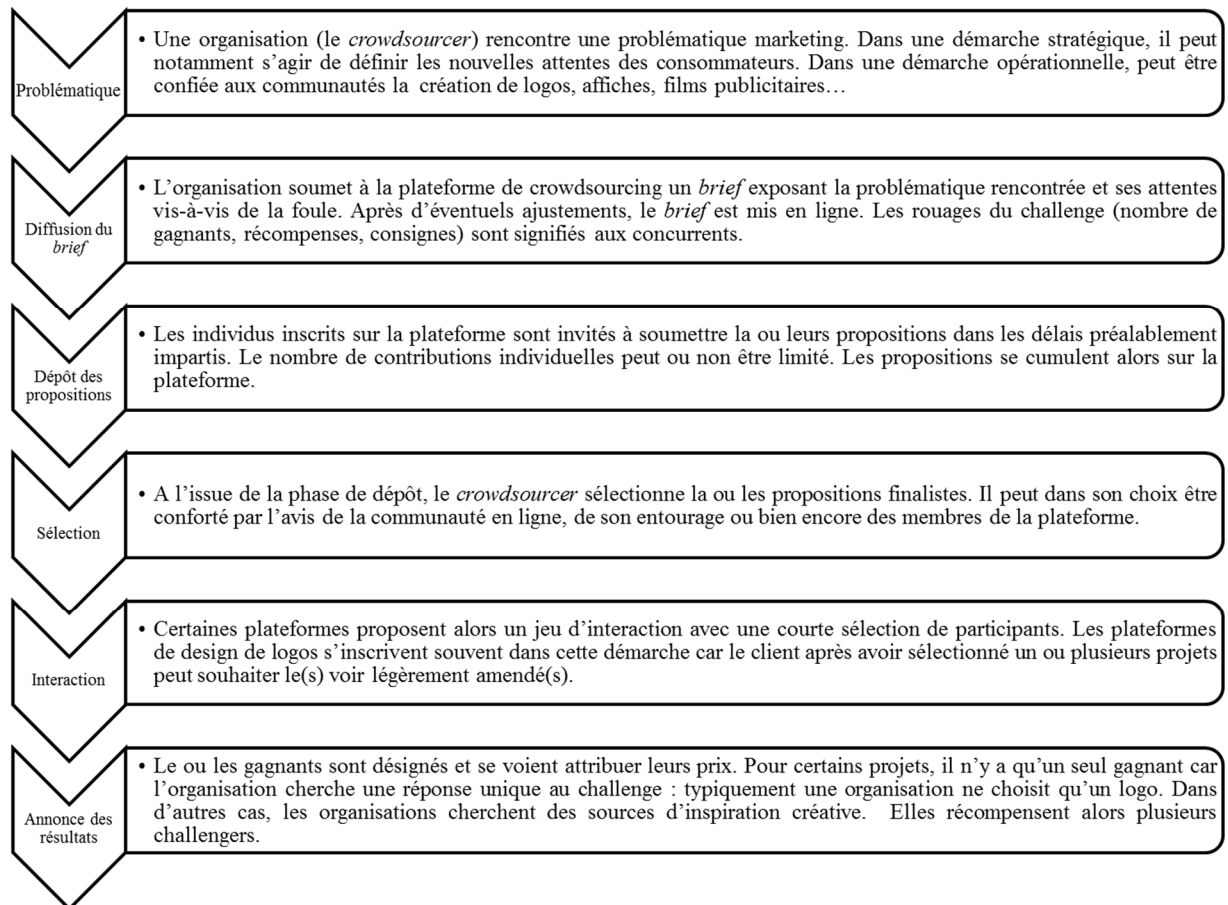 Problématique
• Une organisation (le crowdsourcer) rencontre une problématique marketing. Dans une démarche stratégique, il peut
notamment s’agir de définir les nouvelles attentes des consommateurs. Dans une démarche opérationnelle, peut être
confiée aux communautés la création de logos, affiches, films publicitaires…
Diffusion du
brief
• L’organisation soumet à la plateforme de crowdsourcing un brief exposant la problématique rencontrée et ses attentes
vis-à-vis de la foule. Après d’éventuels ajustements, le brief est mis en ligne. Les rouages du challenge (nombre de
gagnants, récompenses, consignes) sont signifiés aux concurrents.
Dépôt des
propositions
• Les individus inscrits sur la plateforme sont invités à soumettre la ou leurs propositions dans les délais préalablement
impartis. Le nombre de contributions individuelles peut ou non être limité. Les propositions se cumulent alors sur la
plateforme.
Sélection
• A l’issue de la phase de dépôt, le crowdsourcer sélectionne la ou les propositions finalistes. Il peut dans son choix être
conforté par l’avis de la communauté en ligne, de son entourage ou bien encore des membres de la plateforme.
Interaction
• Certaines plateformes proposent alors un jeu d’interaction avec une courte sélection de participants. Les plateformes
de design de logos s’inscrivent souvent dans cette démarche car le client après avoir sélectionné un ou plusieurs projets
peut souhaiter le(s) voir légèrement amendé(s).
Annonce des
résultats
• Le ou les gagnants sont désignés et se voient attribuer leurs prix. Pour certains projets, il n’y a qu’un seul gagnant car
l’organisation cherche une réponse unique au challenge : typiquement une organisation ne choisit qu’un logo. Dans
d’autres cas, les organisations cherchent des sources d’inspiration créative. Elles récompensent alors plusieurs
challengers.